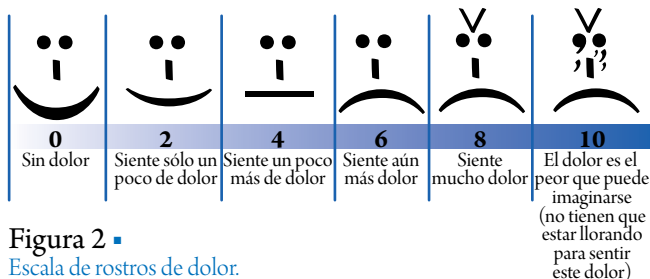 0 2 4 6 8 10
Sin dolor
Siente sólo un
poco de dolor
Siente un poco
más de dolor
Siente aún
más dolor
Siente
mucho dolor
El dolor es el
peor que puede
imaginarse
(no tienen que
estar llorando
para sentir
este dolor)
Figura 2 ▪
Escala de rostros de dolor.